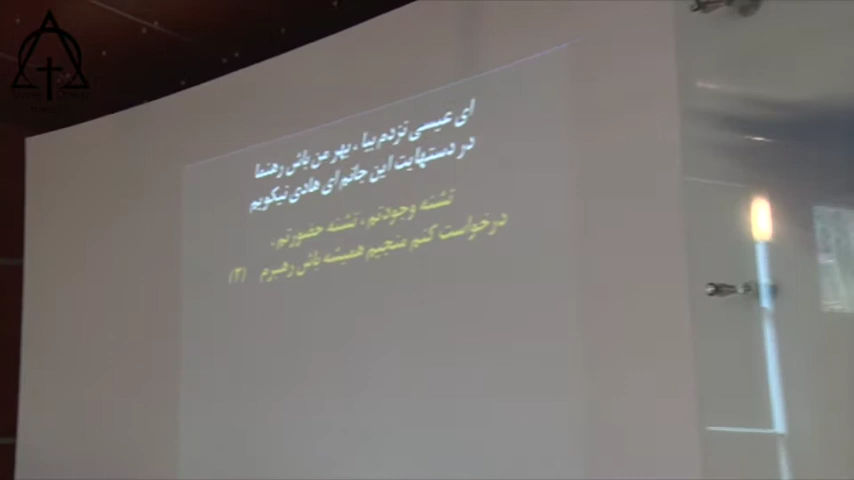 ای عیسی نزدم بیا ، بهر من باش رهنما
در دستهایت این جانم ای هادی نیکویم
تشنه وجودتم ، تشنه حضورتم ،
درخواست کنم منجیم همیشه باش رهبرم (۲)